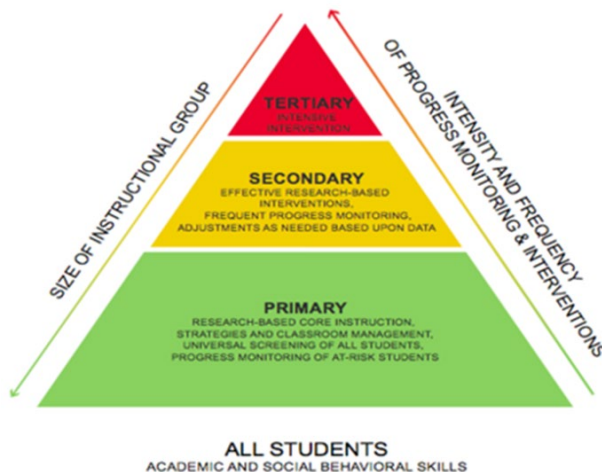 TERTIARY
INTENSIVE
INTERVENTION
SECONDARY
EFFECTIVE RESEARCH-BASED
INTERVENTIONS,
FREQUENT PROGRESS MONITORING,
ADJUSTMENTS AS NEEDED BASED UPON DATA
PRIMARY
RESEARCH-BASED CORE INSTRUCTION,
STRATEGIES AND CLASSROOM MANAGEMENT,
UNIVERSAL SCREENING OF ALL STUDENTS,
PROGRESS MONITORING OF AT-RISK STUDENTS
SIZE OF INSTRUCTIONAL GROUP
INTENSITY AND FREQUENCY
OF PROGRESS MONITORING & INTERVENTIONS
ALL STUDENTS
ACADEMIC AND SOCIAL BEHAVIORAL SKILLS